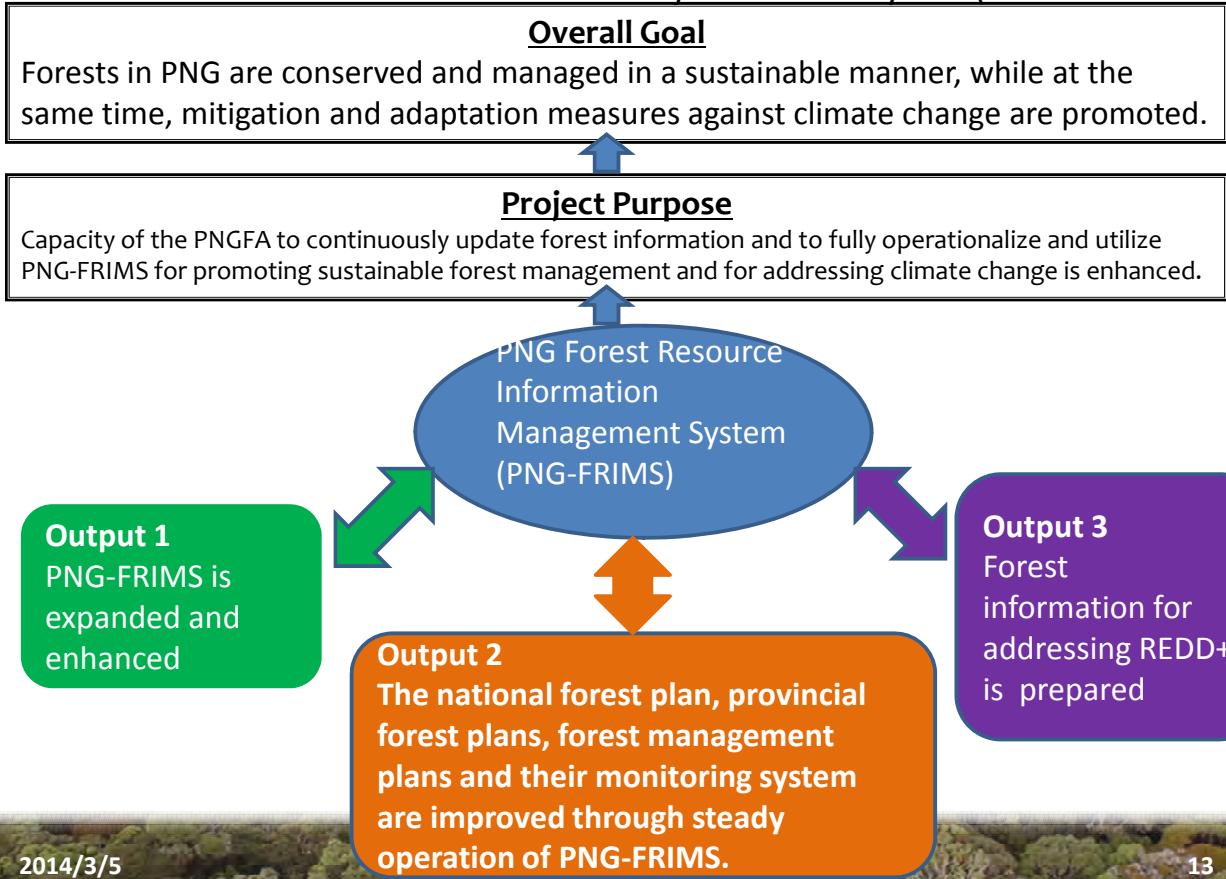 Overall Goal
Forests in PNG are conserved and managed in a sustainable manner, while at the
same time, mitigation and adaptation measures against climate change are promoted.
Project Purpose
Capacity of the PNGFA to continuously update forest information and to fully operationalize and utilize
PNG-FRIMS for promoting sustainable forest management and for addressing climate change is enhanced.
PNG Forest Resource
Information
Management System
(PNG-FRIMS)
Output 1
PNG-FRIMS is
expanded and
enhanced
Output 2
The national forest plan, provincial
forest plans, forest management
plans and their monitoring system
are improved through steady
operation of PNG-FRIMS.
Output 3
Forest
information for
addressing REDD+
is prepared
2014/3/5
13